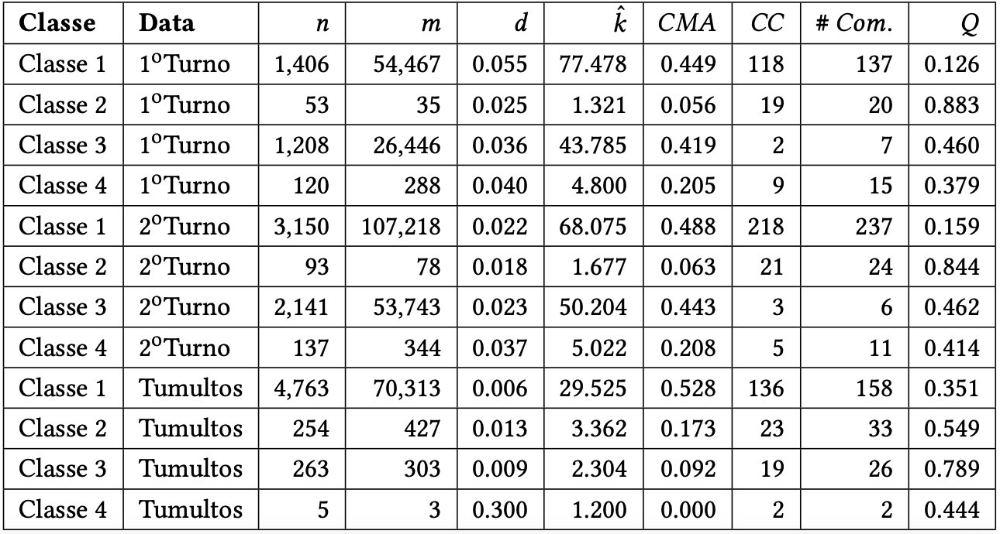 Classe Data n m d k̂ CMA CC # Com. Q
Classe 1 1ºTurno 1,406 54,467 0.055 77.478 0.449 118 137 0.126
Classe 2 1ºTurno 53 35 0.025 1.321 0.056 19 20 0.883
Classe 3 1ºTurno 1,208 26,446 0.036 43.785 0.419 2 7 0.460
Classe 4 1ºTurno 120 288 0.040 4.800 0.205 9 15 0.379
Classe 1 2ºTurno 3,150 107,218 0.022 68.075 0.488 218 237 0.159
Classe 2 2ºTurno 93 78 0.018 1.677 0.063 21 24 0.844
Classe 3 2ºTurno 2,141 53,743 0.023 50.204 0.443 3 6 0.462
Classe 4 2ºTurno 137 344 0.037 5.022 0.208 5 11 0.414
Classe 1 Tumultos 4,763 70,313 0.006 29.525 0.528 136 158 0.351
Classe 2 Tumultos 254 427 0.013 3.362 0.173 23 33 0.549
Classe 3 Tumultos 263 303 0.009 2.304 0.092 19 26 0.789
Classe 4 Tumultos 5 3 0.300 1.200 0.000 2 2 0.444